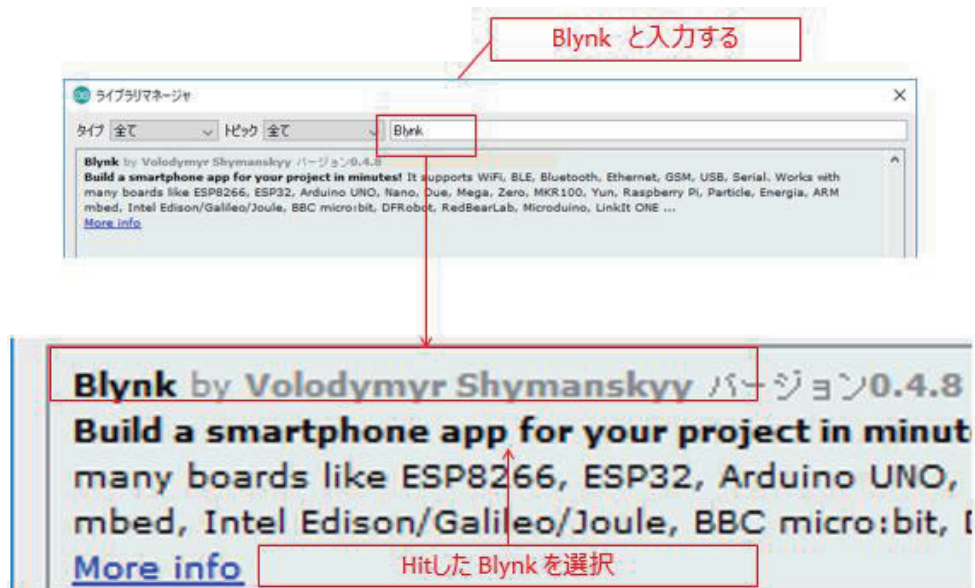 Blynk と入力する
ライブラリマネージャ
タイプ 全て トピック 全て Blynk
Blynk by Volodymyr Shymanskyy バージョン0.4.8
Build a smartphone app for your project in minutes! It supports WiFi, BLE, Bluetooth, Ethernet, GSM, USB, Serial. Works with
many boards like ESP8266, ESP32, Arduino UNO, Nano, Due, Mega, Zero, MKR100, Yun, Raspberry Pi, Particle, Energia, ARM
mbed, Intel Edison/Galileo/Joule, BBC micro:bit, DFRobot, RedBearLab, Microduino, LinkIt ONE ...
More info
Blynk by Volodymyr Shymanskyy バージョン0.4.8
Build a smartphone app for your project in minut
many boards like ESP8266, ESP32, Arduino UNO,
mbed, Intel Edison/Galileo/Joule, BBC micro:bit,
More info
Hitした Blynk を選択